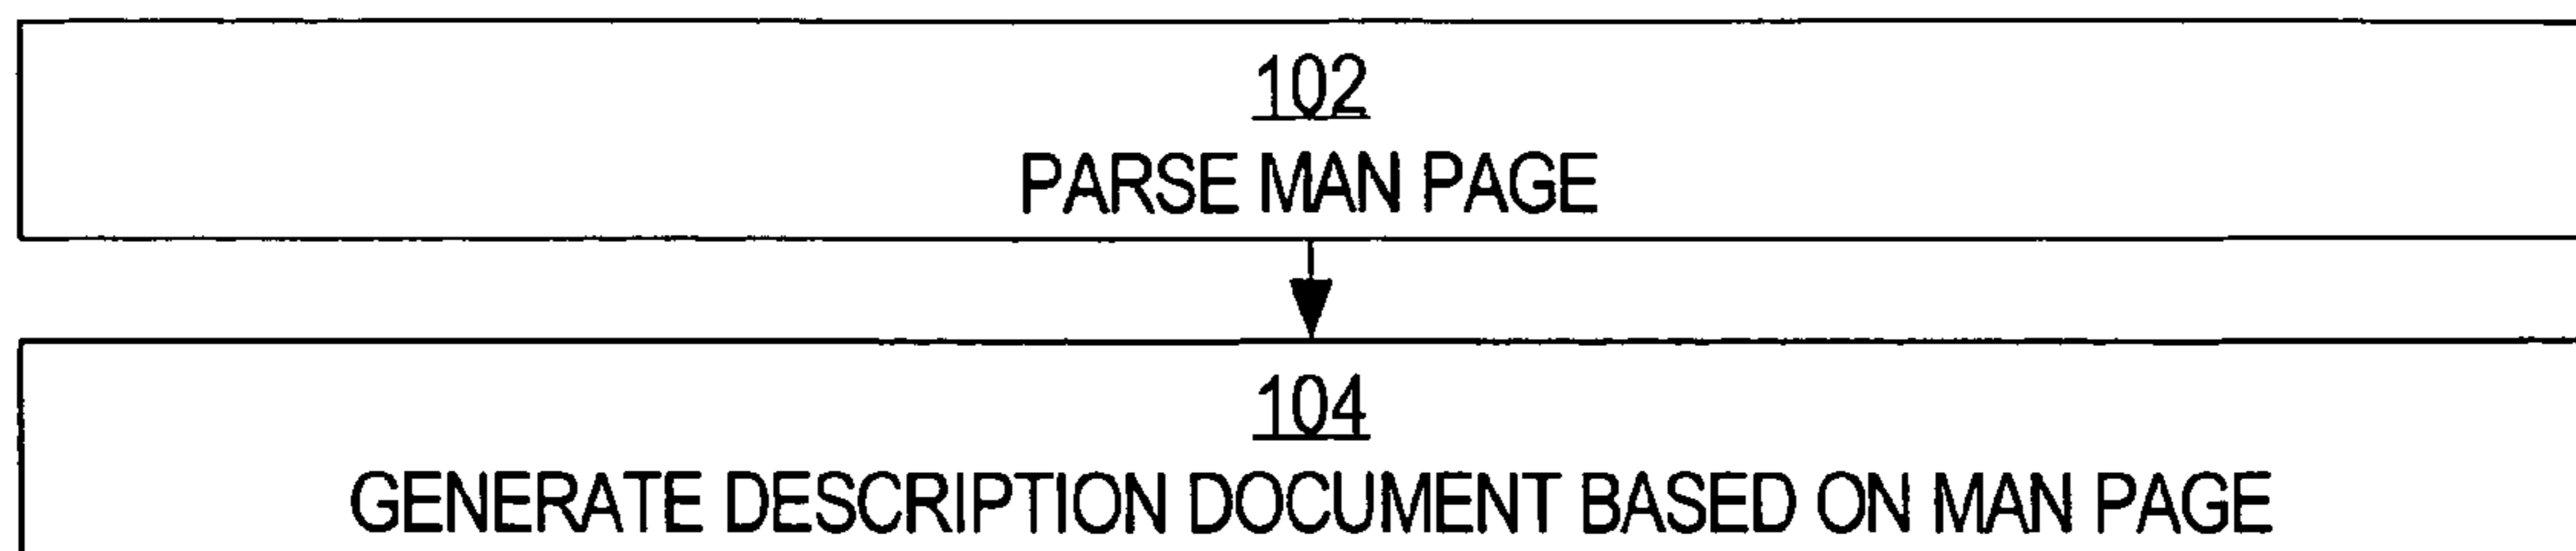 102
PARSE MAN PAGE
104
GENERATE DESCRIPTION DOCUMENT BASED ON MAN PAGE